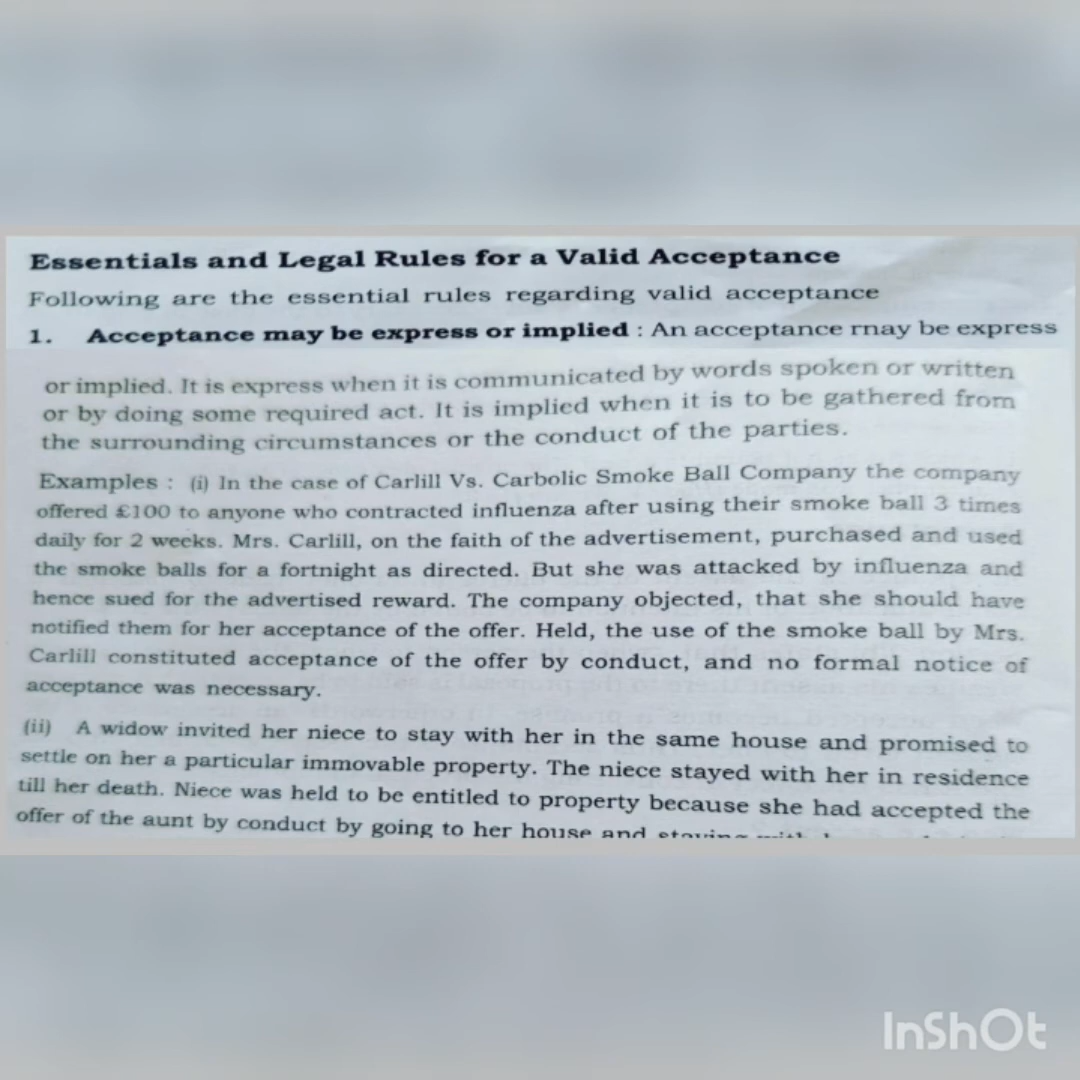 Essentials and Legal Rules for a Valid Acceptance
Following are the essential rules regarding valid acceptance
1. Acceptance may be express or implied : An acceptance may be express
or implied. It is express when it is communicated by words spoken or written
or by doing some required act. It is implied when it is to be gathered from
the surrounding circumstances or the conduct of the parties.
Examples : (i) In the case of Carlill Vs. Carbolic Smoke Ball Company the company
offered £100 to anyone who contracted influenza after using their smoke ball 3 times
daily for 2 weeks. Mrs. Carlill, on the faith of the advertisement, purchased and used
the smoke balls for a fortnight as directed. But she was attacked by influenza and
hence sued for the advertised reward. The company objected, that she should have
notified them for her acceptance of the offer. Held, the use of the smoke ball by Mrs.
Carlill constituted acceptance of the offer by conduct, and no formal notice of
acceptance was necessary.
(ii) A widow invited her niece to stay with her in the same house and promised to
settle on her a particular immovable property. The niece stayed with her in residence
till her death. Niece was held to be entitled to property because she had accepted the
offer of the aunt by conduct by going to her house and
InShOt